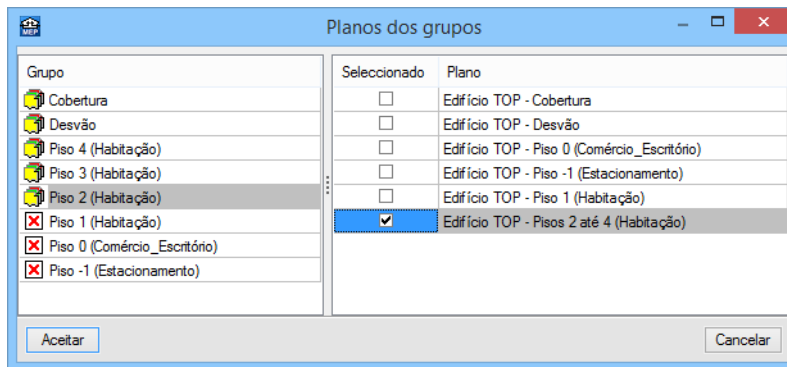 MEP
Planos dos grupos
Grupo
Cobertura
Desvão
Piso 4 (Habitação)
Piso 3 (Habitação)
Piso 2 (Habitação)
Piso 1 (Habitação)
Piso 0 (Comércio_Escritório)
Piso -1 (Estacionamento)
Seleccionado Plano
Edifício TOP - Cobertura
Edifício TOP - Desvão
Edifício TOP - Piso 0 (Comércio_Escritório)
Edifício TOP - Piso -1 (Estacionamento)
Edifício TOP - Piso 1 (Habitação)
Edifício TOP - Pisos 2 até 4 (Habitação)
Aceitar
Cancelar